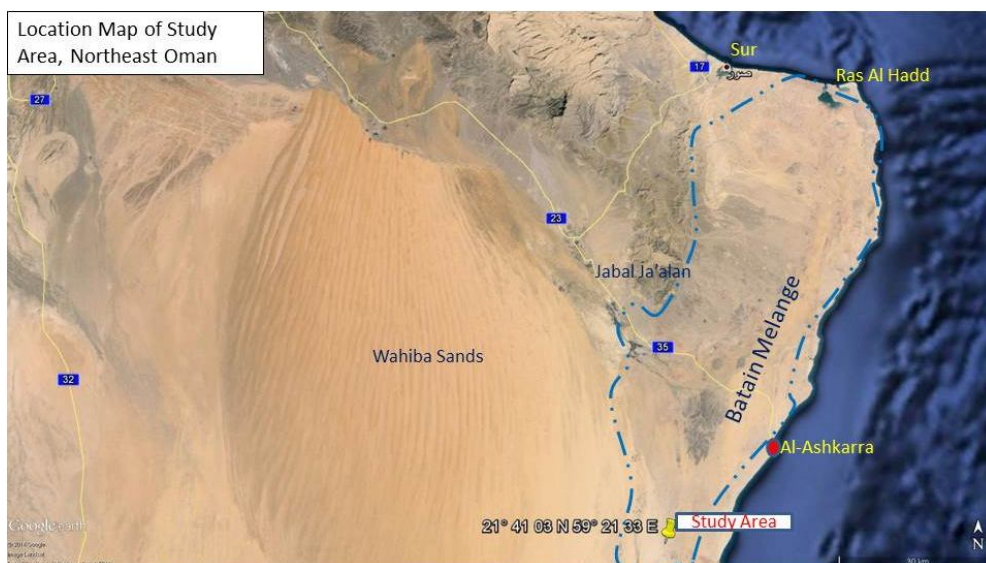 Location Map of Study
Area, Northeast Oman
Sur
17
صور
Ras Al Hadd
27
23
Jabal Ja'alan
Batain Melange
Wahiba Sands
35
32
Al-Ashkarra
Google earth
21° 41 03 N 59° 21 33 E
Study Area
N